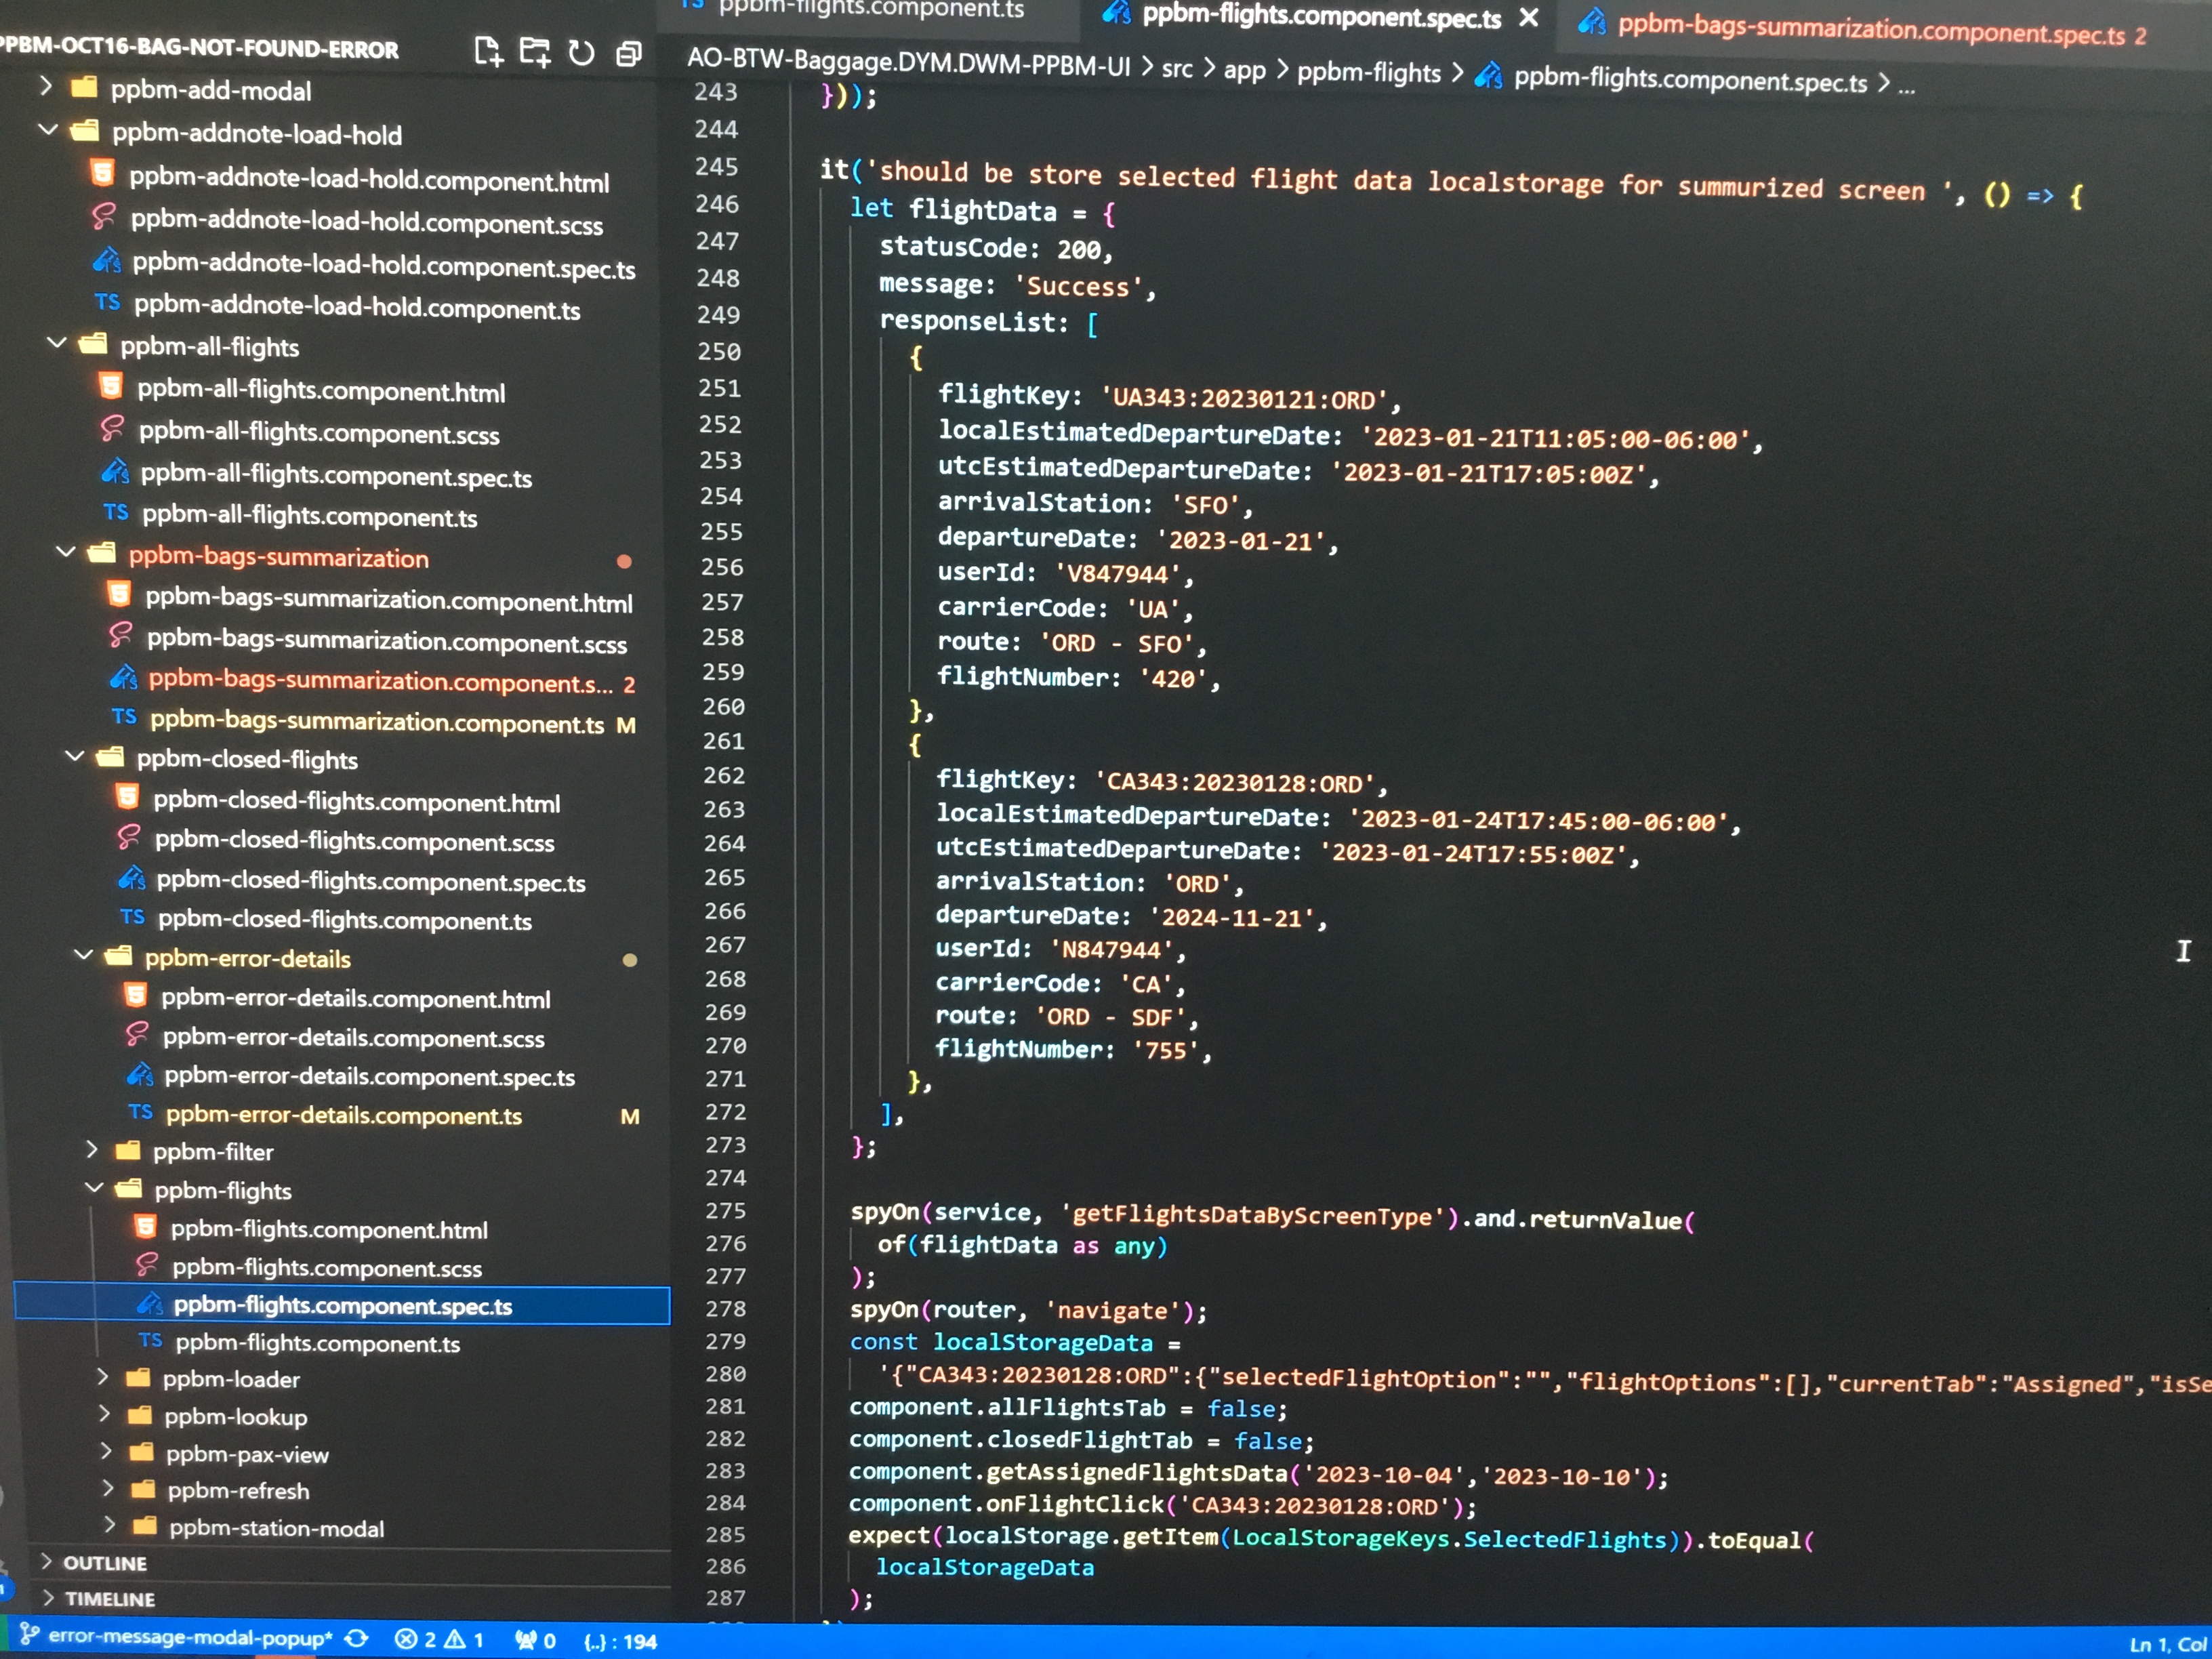 PPBM-OCT16-BAG-NOT-FOUND-ERROR
ppbm-add-modal
ppbm-addnote-load-hold
ppbm-addnote-load-hold.component.html
ppbm-addnote-load-hold.component.scss
ppbm-addnote-load-hold.component.spec.ts
TS ppbm-addnote-load-hold.component.ts
ppbm-all-flights
ppbm-all-flights.component.html
ppbm-all-flights.component.scss
ppbm-all-flights.component.spec.ts
TS ppbm-all-flights.component.ts
ppbm-bags-summarization
ppbm-bags-summarization.component.html
ppbm-bags-summarization.component.scss
ppbm-bags-summarization.component.s... 2
TS ppbm-bags-summarization.component.ts M
ppbm-closed-flights
ppbm-closed-flights.component.html
ppbm-closed-flights.component.scss
ppbm-closed-flights.component.spec.ts
TS ppbm-closed-flights.component.ts
ppbm-error-details
ppbm-error-details.component.html
ppbm-error-details.component.scss
ppbm-error-details.component.spec.ts
TS ppbm-error-details.component.ts M
ppbm-filter
ppbm-flights
ppbm-flights.component.html
ppbm-flights.component.scss
ppbm-flights.component.spec.ts
TS ppbm-flights.component.ts
ppbm-loader
ppbm-lookup
ppbm-pax-view
ppbm-refresh
ppbm-station-modal
OUTLINE
TIMELINE
TS ppbm-flights.component.ts
ppbm-flights.component.spec.ts ×
ppbm-bags-summarization.component.spec.ts 2
AO-BTW-Baggage.DYM.DWM-PPBM-UI > src > app > ppbm-flights > ppbm-flights.component.spec.ts > ...
243 }));
244
245 it('should be store selected flight data localstorage for summurized screen ', () => {
246 let flightData = {
247 statusCode: 200,
248 message: 'Success',
249 responseList: [
250 {
251 flightKey: 'UA343:20230121:ORD',
252 localEstimatedDepartureDate: '2023-01-21T11:05:00-06:00',
253 utcEstimatedDepartureDate: '2023-01-21T17:05:00Z',
254 arrivalStation: 'SFO',
255 departureDate: '2023-01-21',
256 userId: 'V847944',
257 carrierCode: 'UA',
258 route: 'ORD - SFO',
259 flightNumber: '420',
260 },
261 {
262 flightKey: 'CA343:20230128:ORD',
263 localEstimatedDepartureDate: '2023-01-24T17:45:00-06:00',
264 utcEstimatedDepartureDate: '2023-01-24T17:55:00Z',
265 arrivalStation: 'ORD',
266 departureDate: '2024-11-21',
267 userId: 'N847944',
268 carrierCode: 'CA',
269 route: 'ORD - SDF',
270 flightNumber: '755',
271 },
272 ],
273 };
274
275 spyOn(service, 'getFlightsDataByScreenType').and.returnValue(
276 of(flightData as any)
277 );
278 spyOn(router, 'navigate');
279 const localStorageData =
280 '{"CA343:20230128:ORD":{"selectedFlightOption":"","flightOptions":[],"currentTab":"Assigned","isSe
281 component.allFlightsTab = false;
282 component.closedFlightTab = false;
283 component.getAssignedFlightsData('2023-10-04','2023-10-10');
284 component.onFlightClick('CA343:20230128:ORD');
285 expect(localStorage.getItem(LocalStorageKeys.SelectedFlights)).toEqual(
286 localStorageData
287 );
error-message-modal-popup* 2 1 0 {..} : 194
Ln 1, Col